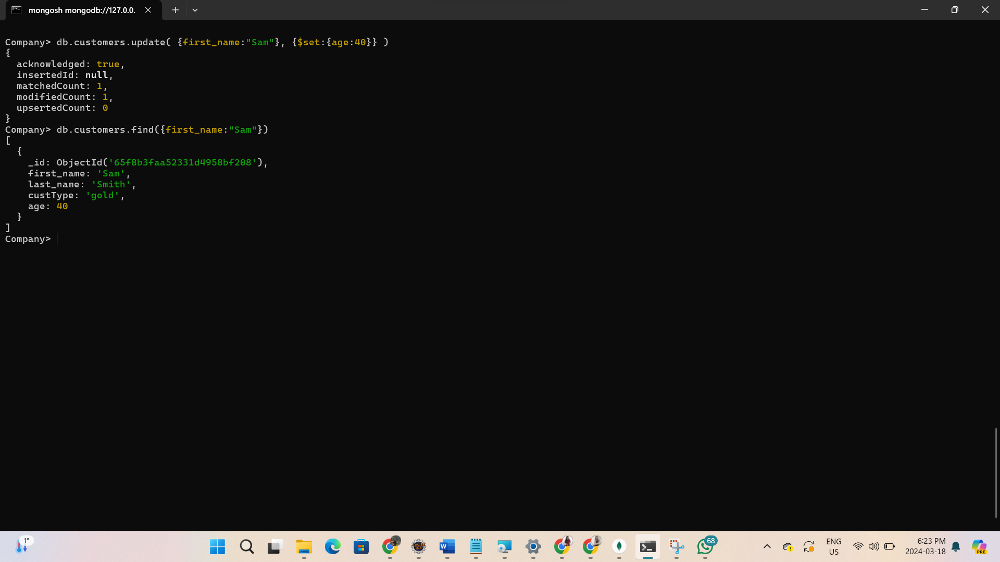 mongosh mongodb://127.0.0.
Company> db.customers.update( {first_name:"Sam"}, {$set:{age:40}} )
{
  acknowledged: true,
  insertedId: null,
  matchedCount: 1,
  modifiedCount: 1,
  upsertedCount: 0
}
Company> db.customers.find({first_name:"Sam"})
[
  {
    _id: ObjectId('65f8b3faa52331d4958bf208'),
    first_name: 'Sam',
    last_name: 'Smith',
    custType: 'gold',
    age: 40
  }
]
Company>
1°
W
68
ENG
US
6:23 PM
2024-03-18
PRE